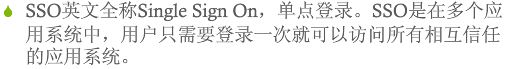 SSO英文全称Single Sign On，单点登录。SSO是在多个应
用系统中，用户只需要登录一次就可以访问所有相互信任
的应用系统。